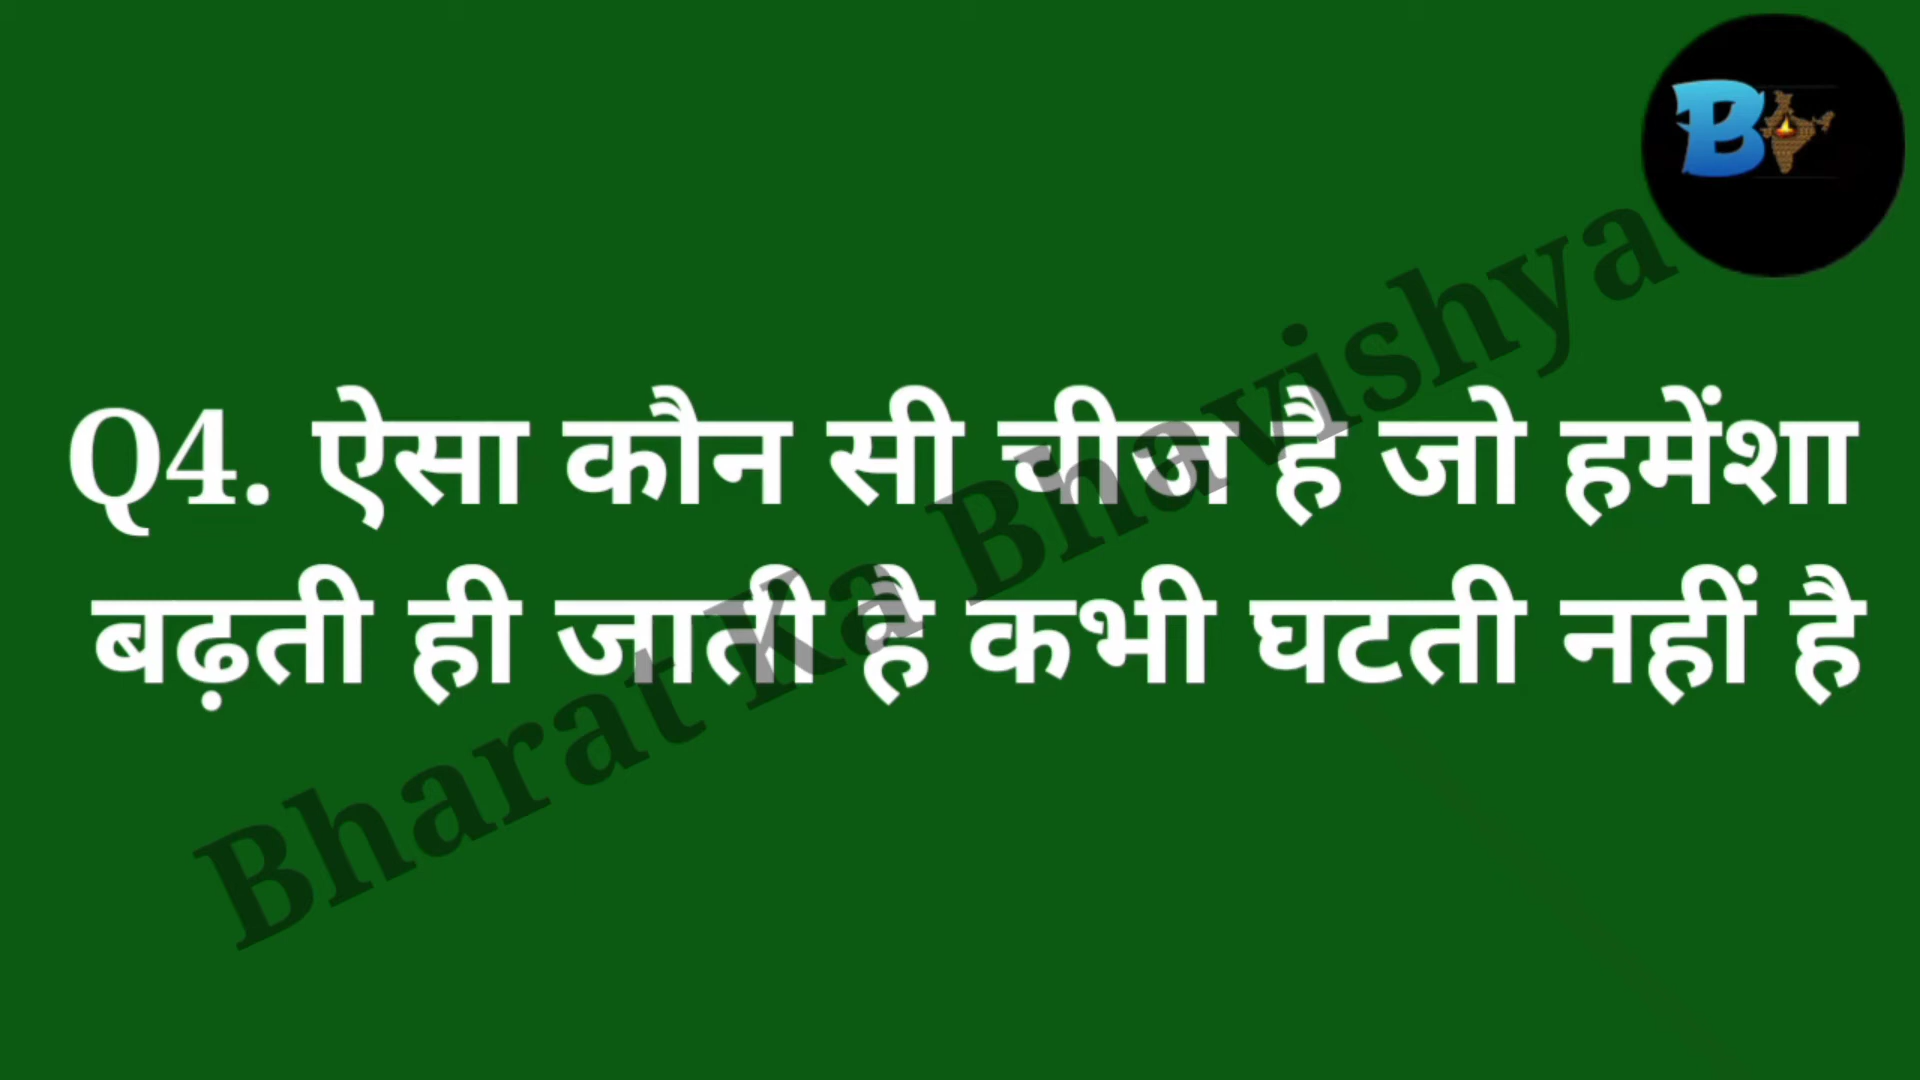 Q4. ऐसा कौन सी चीज है जो हमेंशा
बढ़ती ही जाती है कभी घटती नहीं है
Bharat Ka Bhavishya
B